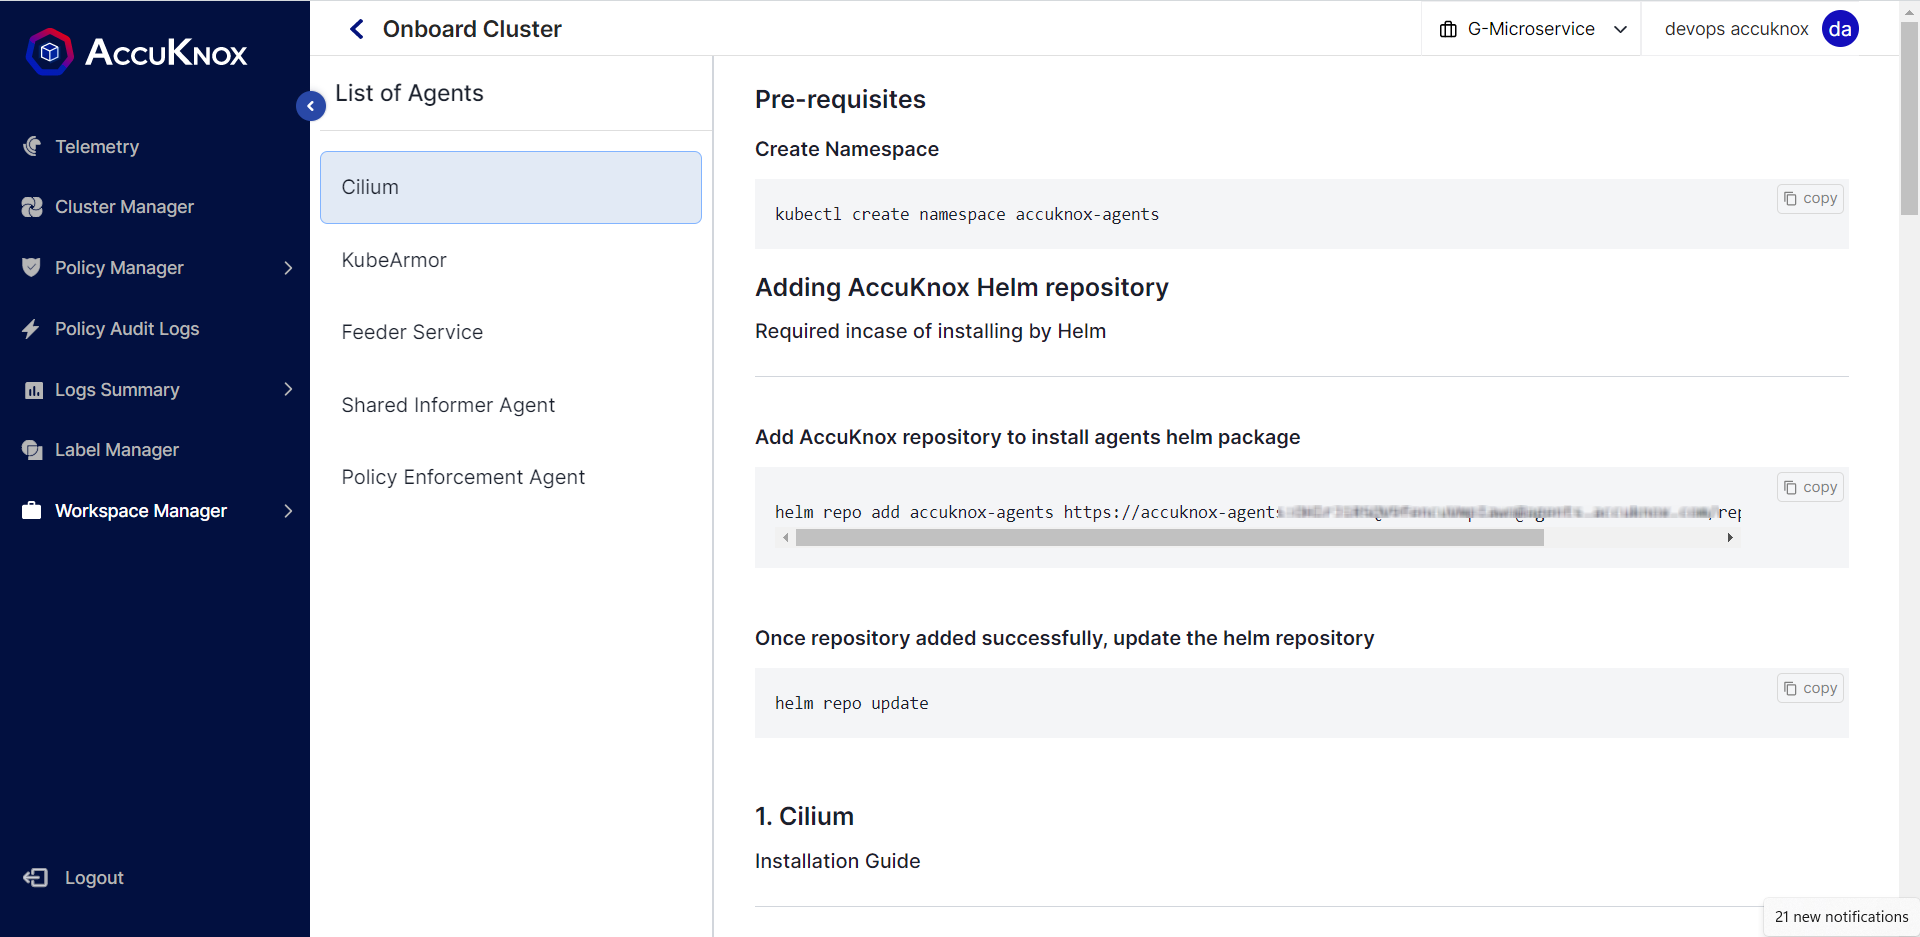 ACCUKNOX
Telemetry
Cluster Manager
Policy Manager
Policy Audit Logs
Logs Summary
Label Manager
Workspace Manager
Logout
Onboard Cluster
G-Microservice
devops accuknox
da
List of Agents
Cilium
KubeArmor
Feeder Service
Shared Informer Agent
Policy Enforcement Agent
Pre-requisites
Create Namespace
copy
kubectl create namespace accuknox-agents
Adding AccuKnox Helm repository
Required incase of installing by Helm
Add AccuKnox repository to install agents helm package
copy
helm repo add accuknox-agents https://accuknox-agents
Once repository added successfully, update the helm repository
copy
helm repo update
1. Cilium
Installation Guide
21 new notifications